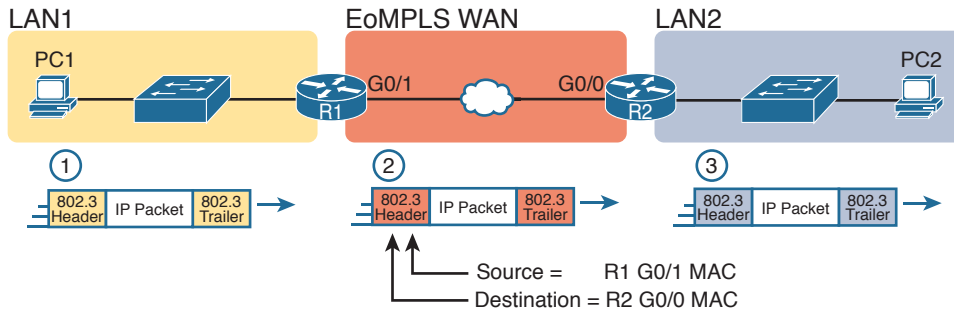 LAN1
EoMPLS WAN
LAN2
PC1
G0/1
G0/0
PC2
R1
R2
1
2
3
802.3 Header
IP Packet
802.3 Trailer
802.3 Header
IP Packet
802.3 Trailer
802.3 Header
IP Packet
802.3 Trailer
Source = R1 G0/1 MAC
Destination = R2 G0/0 MAC